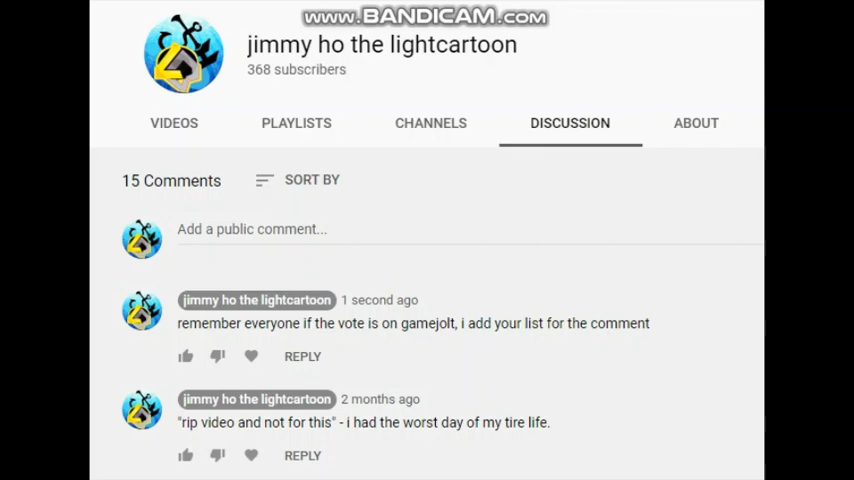 www.BANDICAM.com
jimmy ho the lightcartoon
368 subscribers
VIDEOS PLAYLISTS CHANNELS DISCUSSION ABOUT
15 Comments SORT BY
Add a public comment...
jimmy ho the lightcartoon 1 second ago
remember everyone if the vote is on gamejolt, i add your list for the comment
REPLY
jimmy ho the lightcartoon 2 months ago
"rip video and not for this" - i had the worst day of my tire life.
REPLY